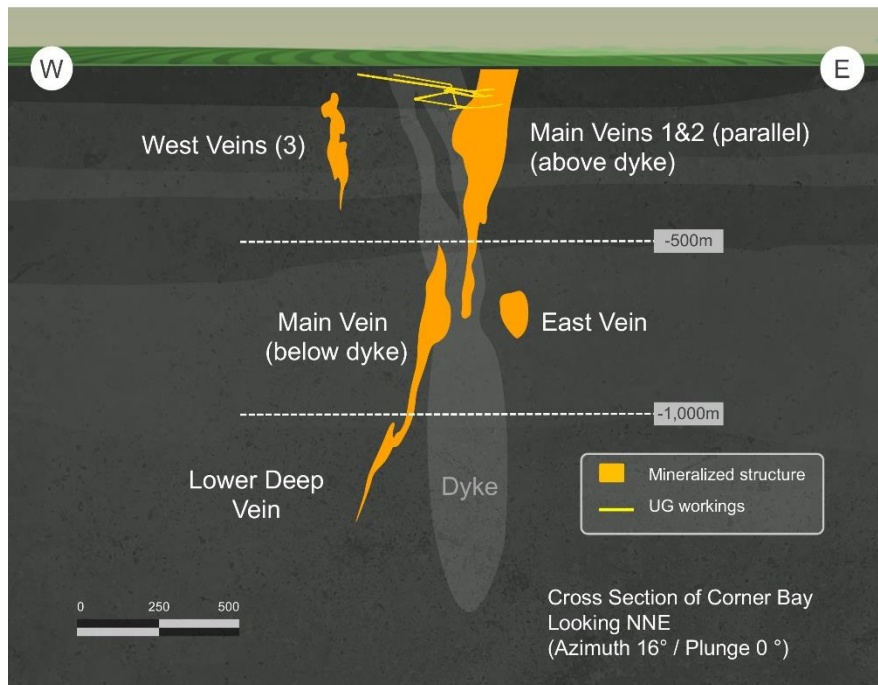 W
E
West Veins (3)
Main Veins 1&2 (parallel)
(above dyke)
-500m
Main Vein
(below dyke)
East Vein
-1,000m
Lower Deep
Vein
Dyke
Mineralized structure
UG workings
0 250 500
Cross Section of Corner Bay
Looking NNE
(Azimuth 16° / Plunge 0 °)